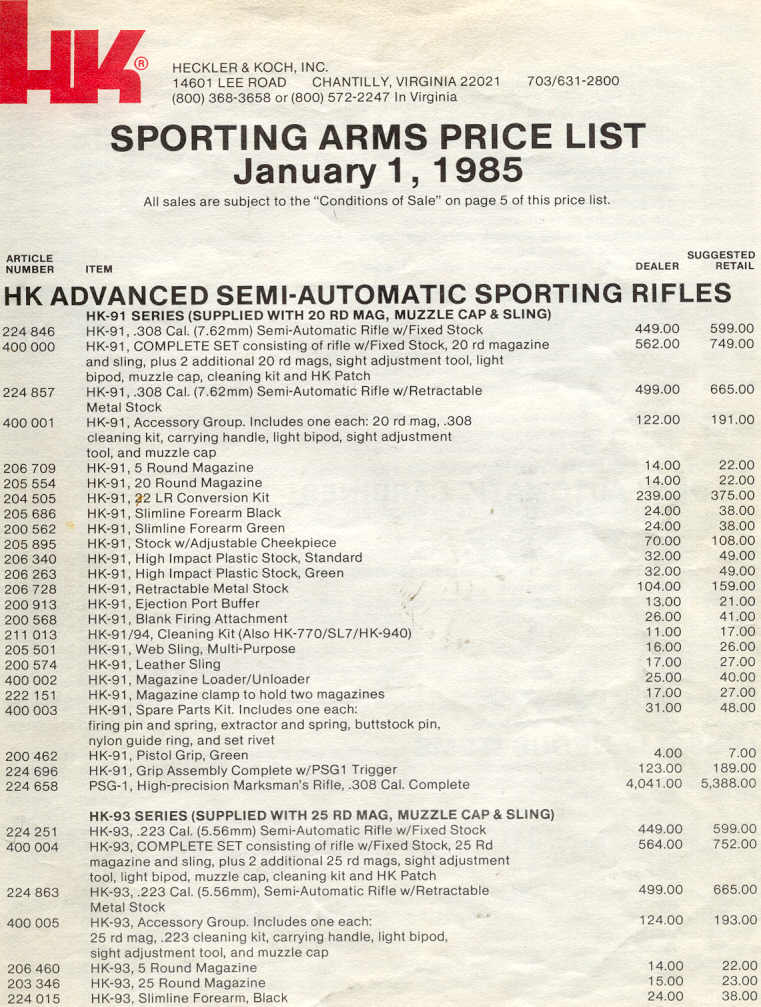 HK®
HECKLER & KOCH, INC.
14601 LEE ROAD CHANTILLY, VIRGINIA 22021 703/631-2800
(800) 368-3658 or (800) 572-2247 In Virginia
SPORTING ARMS PRICE LIST
January 1, 1985
All sales are subject to the "Conditions of Sale" on page 5 of this price list.
ARTICLE NUMBER ITEM DEALER SUGGESTED RETAIL
HK ADVANCED SEMI-AUTOMATIC SPORTING RIFLES
HK-91 SERIES (SUPPLIED WITH 20 RD MAG, MUZZLE CAP & SLING)
224 846 HK-91, .308 Cal. (7.62mm) Semi-Automatic Rifle w/Fixed Stock 449.00 599.00
400 000 HK-91, COMPLETE SET consisting of rifle w/Fixed Stock, 20 rd magazine 562.00 749.00
and sling, plus 2 additional 20 rd mags, sight adjustment tool, light
bipod, muzzle cap, cleaning kit and HK Patch
224 857 HK-91, .308 Cal. (7.62mm) Semi-Automatic Rifle w/Retractable 499.00 665.00
Metal Stock
400 001 HK-91, Accessory Group. Includes one each: 20 rd mag, .308 122.00 191.00
cleaning kit, carrying handle, light bipod, sight adjustment
tool, and muzzle cap
206 709 HK-91, 5 Round Magazine 14.00 22.00
205 554 HK-91, 20 Round Magazine 14.00 22.00
204 505 HK-91, 22 LR Conversion Kit 239.00 375.00
205 686 HK-91, Slimline Forearm Black 24.00 38.00
200 562 HK-91, Slimline Forearm Green 24.00 38.00
205 895 HK-91, Stock w/Adjustable Cheekpiece 70.00 108.00
206 340 HK-91, High Impact Plastic Stock, Standard 32.00 49.00
206 263 HK-91, High Impact Plastic Stock, Green 32.00 49.00
206 728 HK-91, Retractable Metal Stock 104.00 159.00
200 913 HK-91, Ejection Port Buffer 13.00 21.00
200 568 HK-91, Blank Firing Attachment 26.00 41.00
211 013 HK-91/94, Cleaning Kit (Also HK-770/SL7/HK-940) 11.00 17.00
205 501 HK-91, Web Sling, Multi-Purpose 16.00 26.00
200 574 HK-91, Leather Sling 17.00 27.00
400 002 HK-91, Magazine Loader/Unloader 25.00 40.00
222 151 HK-91, Magazine clamp to hold two magazines 17.00 27.00
400 003 HK-91, Spare Parts Kit. Includes one each: 31.00 48.00
firing pin and spring, extractor and spring, buttstock pin,
nylon guide ring, and set rivet
200 462 HK-91, Pistol Grip, Green 4.00 7.00
224 696 HK-91, Grip Assembly Complete w/PSG1 Trigger 123.00 189.00
224 658 PSG-1, High-precision Marksman's Rifle, .308 Cal. Complete 4,041.00 5,388.00
HK-93 SERIES (SUPPLIED WITH 25 RD MAG, MUZZLE CAP & SLING)
224 251 HK-93, .223 Cal. (5.56mm) Semi-Automatic Rifle w/Fixed Stock 449.00 599.00
400 004 HK-93, COMPLETE SET consisting of rifle w/Fixed Stock, 25 Rd 564.00 752.00
magazine and sling, plus 2 additional 25 rd mags, sight adjustment
tool, light bipod, muzzle cap, cleaning kit and HK Patch
224 863 HK-93, .223 Cal. (5.56mm), Semi-Automatic Rifle w/Retractable 499.00 665.00
Metal Stock
400 005 HK-93, Accessory Group. Includes one each: 124.00 193.00
25 rd mag, .223 cleaning kit, carrying handle, light bipod,
sight adjustment tool, and muzzle cap
206 460 HK-93, 5 Round Magazine 14.00 22.00
203 346 HK-93, 25 Round Magazine 15.00 23.00
224 015 HK-93, Slimline Forearm, Black 24.00 38.00